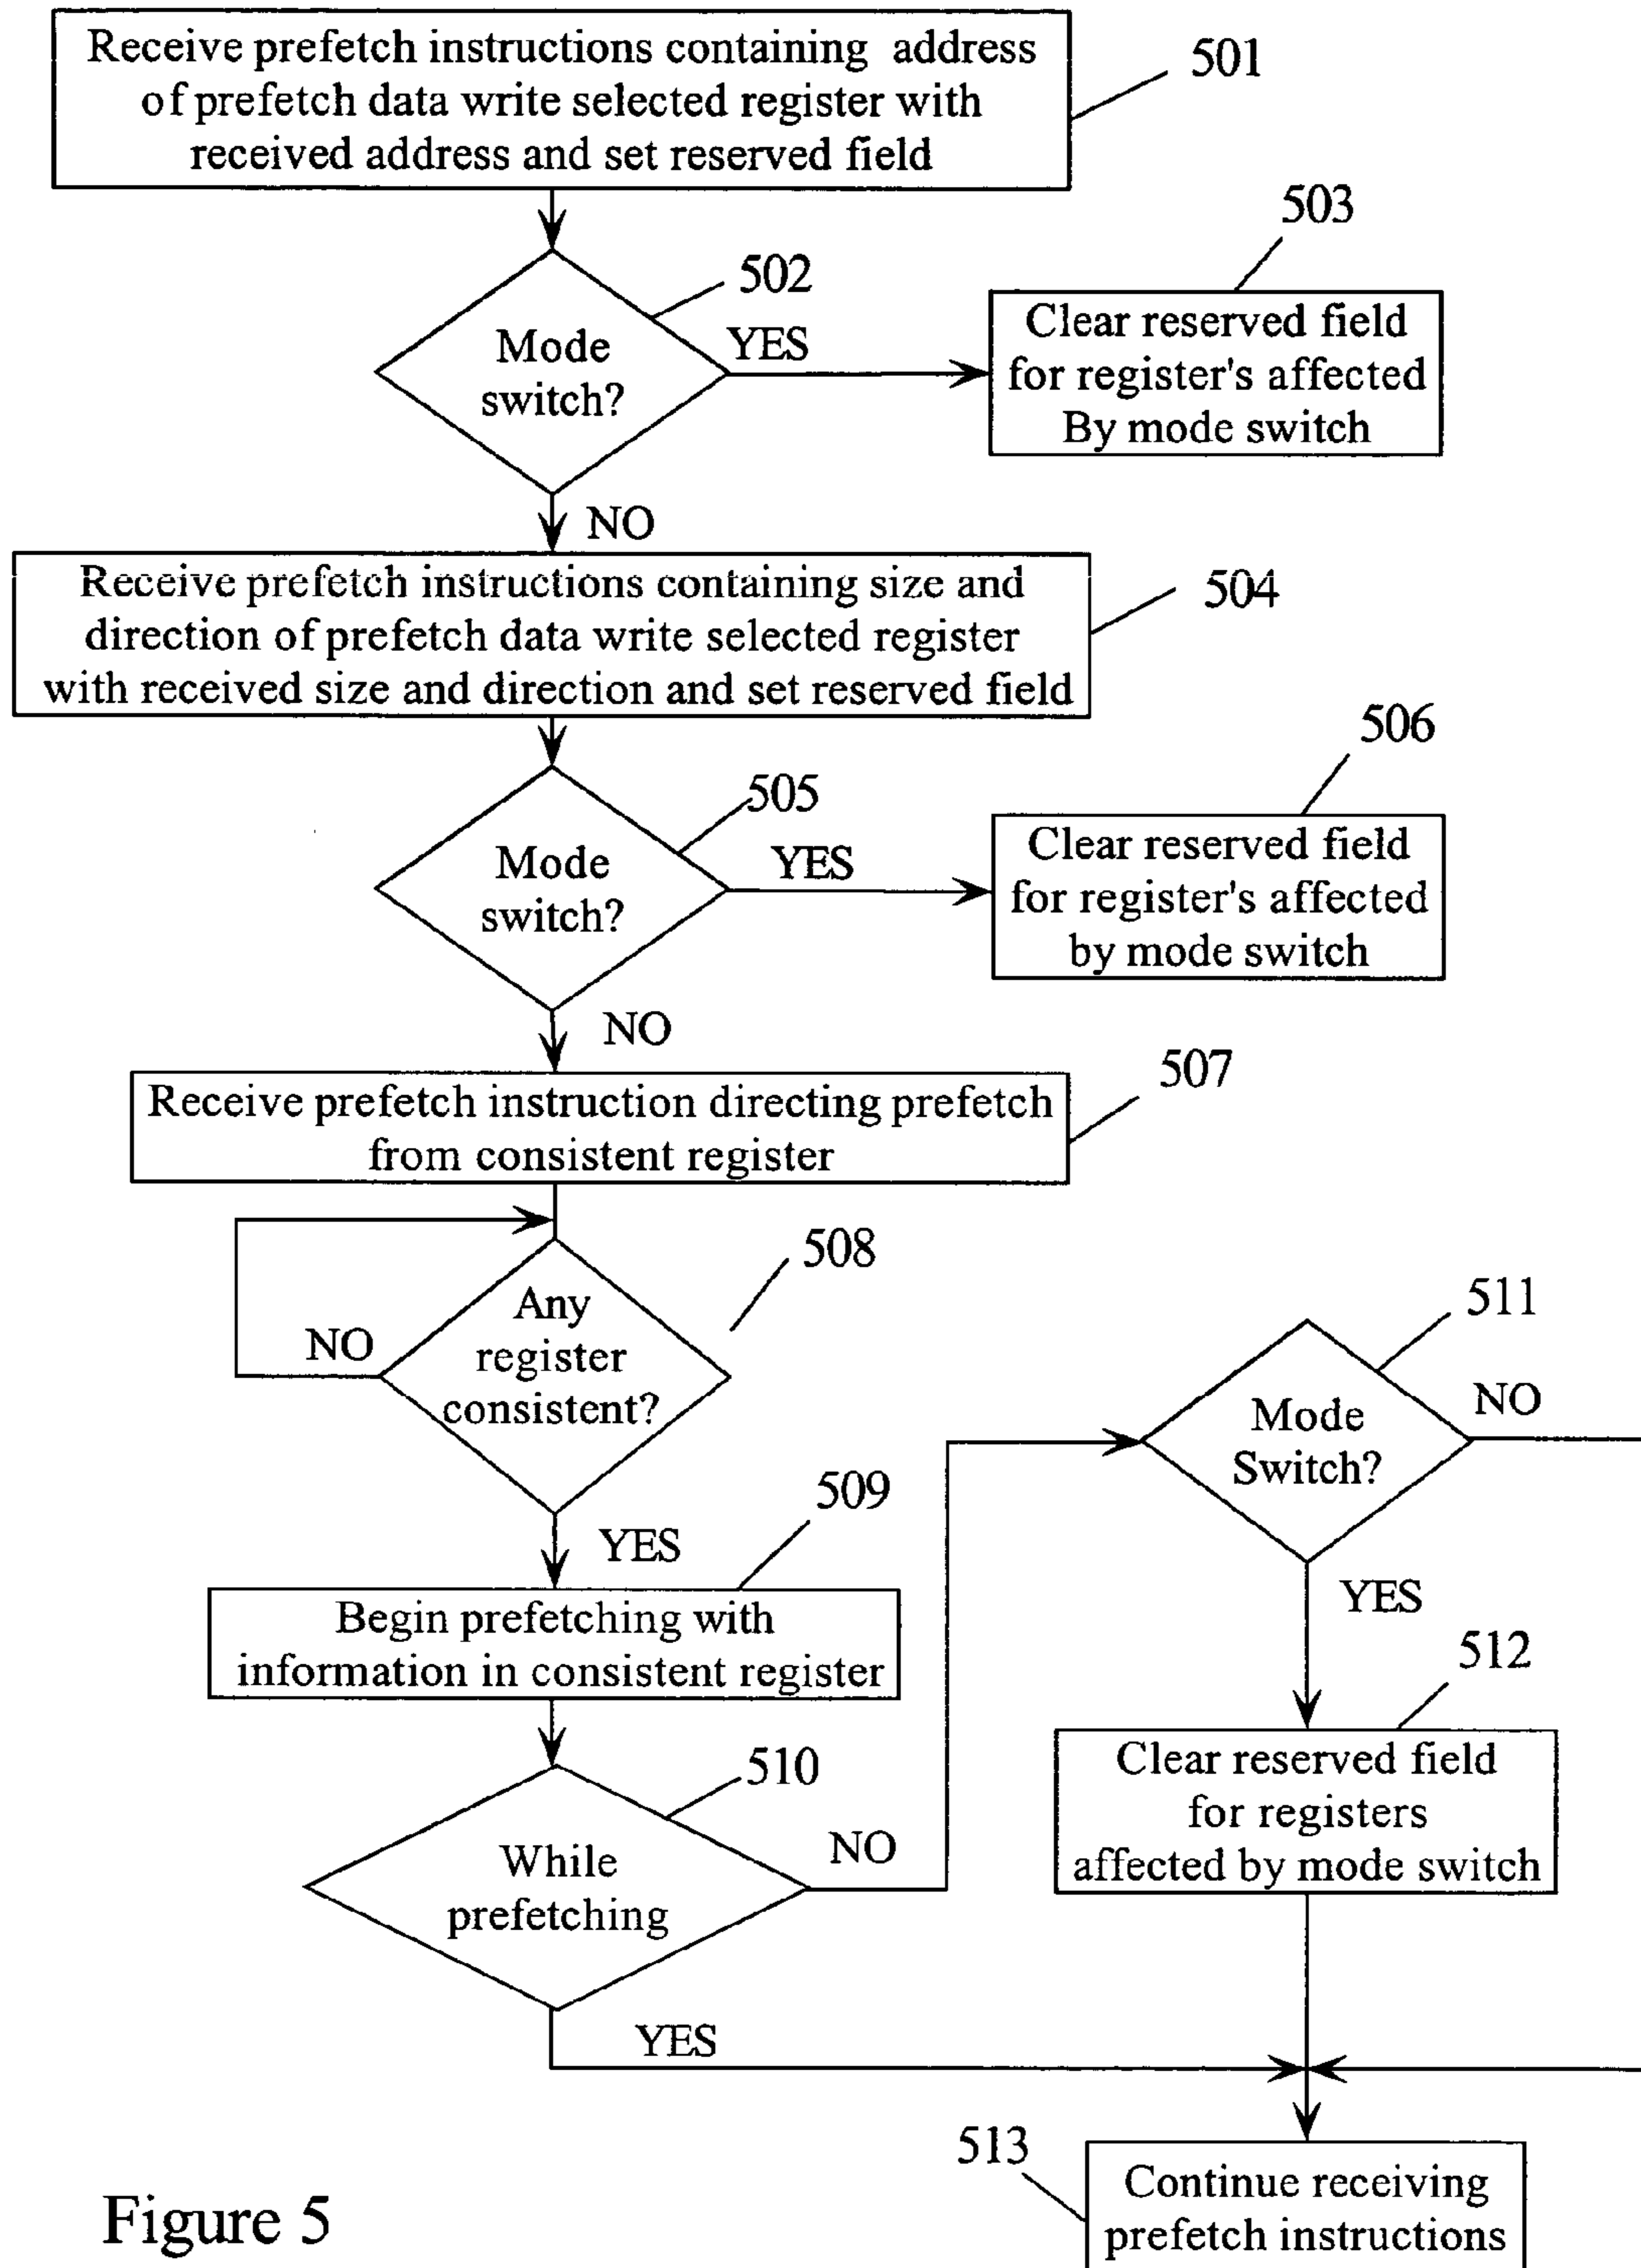 Receive prefetch instructions containing address
of prefetch data write selected register with
received address and set reserved field
501
502
Mode
switch?
YES
503
Clear reserved field
for register's affected
By mode switch
NO
Receive prefetch instructions containing size and
direction of prefetch data write selected register
with received size and direction and set reserved field
504
505
Mode
switch?
YES
506
Clear reserved field
for register's affected
by mode switch
NO
Receive prefetch instruction directing prefetch
from consistent register
507
508
Any
register
consistent?
NO
YES
509
Begin prefetching with
information in consistent register
510
While
prefetching
NO
YES
511
Mode
Switch?
NO
YES
512
Clear reserved field
for registers
affected by mode switch
513
Continue receiving
prefetch instructions
Figure 5